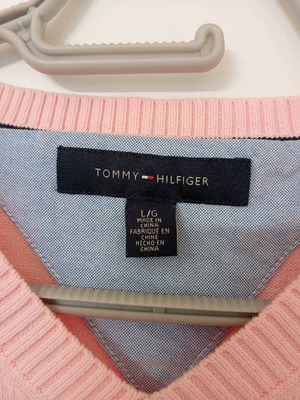 TOMMY HILFIGER
L/G
MADE IN
CHINA
FABRIQUÉ EN
CHINE
HECHO EN
CHINA